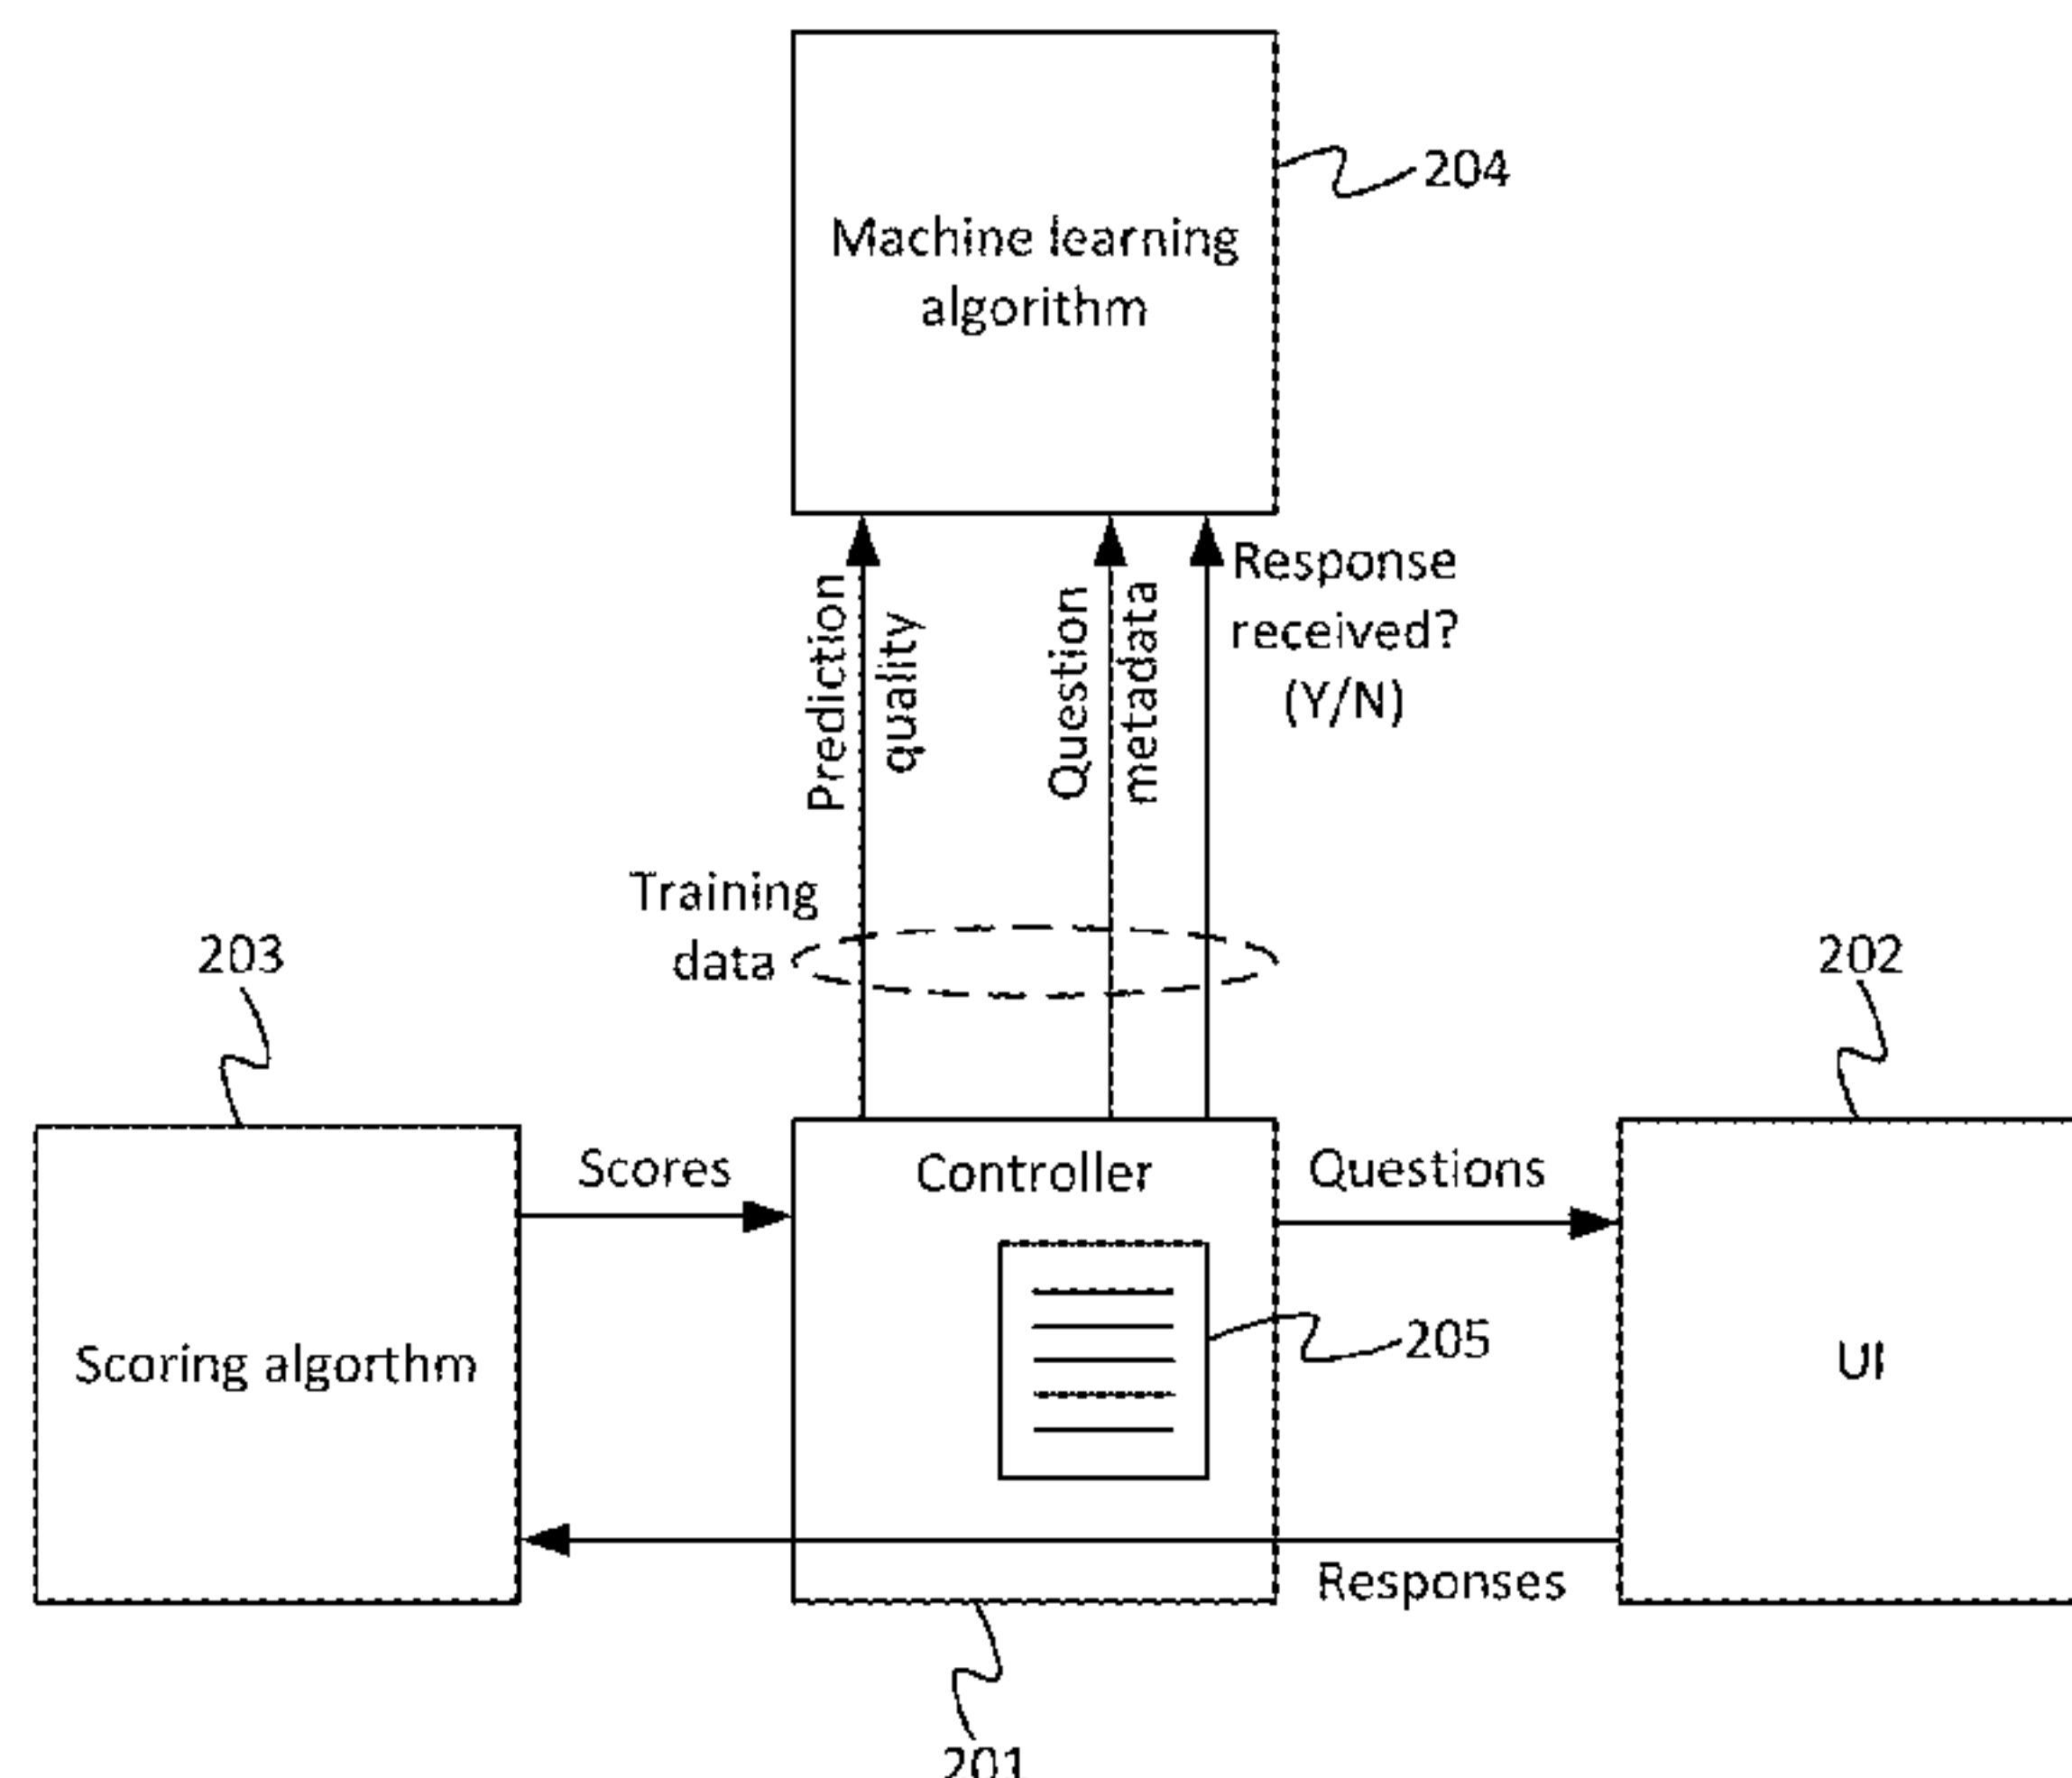 204
Machine learning
algorithm
Prediction
quality
Question
metadata
Response
received?
(Y/N)
Training
data
203
202
Scores
Controller
Questions
205
Scoring algorthm
UI
Responses
201